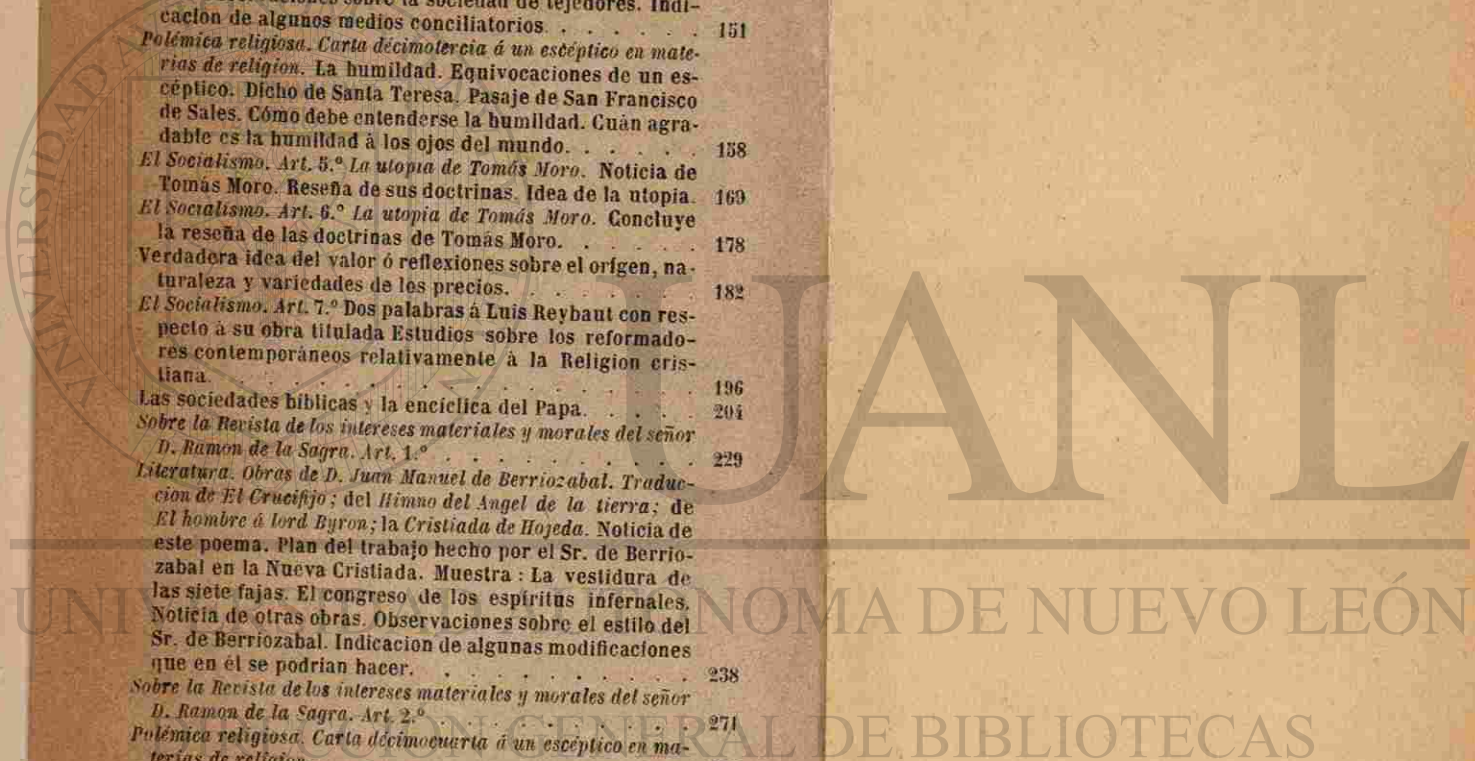 sobre la sociedad de tejedores. Indi-
cacion de algunos medios conciliatorios. . . . . . . 151
Polémica religiosa. Carta décimotercia á un escéptico en mate-
rias de religion. La humildad. Equivocaciones de un es-
céptico. Dicho de Santa Teresa. Pasaje de San Francisco
de Sales. Cómo debe entenderse la humildad. Cuán agra-
dable es la humildad à los ojos del mundo. . . . . . 158
El Socialismo. Art. 5.º La utopia de Tomás Moro. Noticia de
Tomás Moro. Reseña de sus doctrinas. Idea de la utopia. 169
El Socialismo. Art. 6.º La utopia de Tomás Moro. Concluye
la reseña de las doctrinas de Tomás Moro. . . . . . 178
Verdadera idea del valor ó reflexiones sobre el orígen, na-
turaleza y variedades de los precios. . . . . . . . 182
El Socialismo. Art. 7.º Dos palabras á Luis Reybaut con res-
pecto à su obra titulada Estudios sobre los reformado-
res contemporáneos relativamente à la Religion cris-
tiana. . . . . . . . . . . . . . . . 196
Las sociedades bíblicas y la encíclica del Papa. . . . . 204
Sobre la Revista de los intereses materiales y morales del señor
D. Ramon de la Sagra. Art. 1.º . . . . . . . . . 229
Literatura. Obras de D. Juan Manuel de Berriozabal. Traduc-
cion de El Crucifijo; del Himno del Angel de la tierra; de
El hombre á lord Byron; la Cristiada de Hojeda. Noticia de
este poema. Plan del trabajo hecho por el Sr. de Berrio-
zabal en la Nueva Cristiada. Muestra : La vestidura de
las siete fajas. El congreso de los espíritus infernales.
Noticia de otras obras. Observaciones sobre el estilo del
Sr. de Berriozabal. Indicacion de algunas modificaciones
que en él se podrian hacer. . . . . . . . . . 238
Sobre la Revista de los intereses materiales y morales del señor
D. Ramon de la Sagra. Art. 2.º . . . . . . . . . 271
Polémica religiosa. Carta décimocuarta á un escéptico en ma-
terias de religion
UANL
NOMA DE NUEVO LEÓN
GENERAL DE BIBLIOTECAS